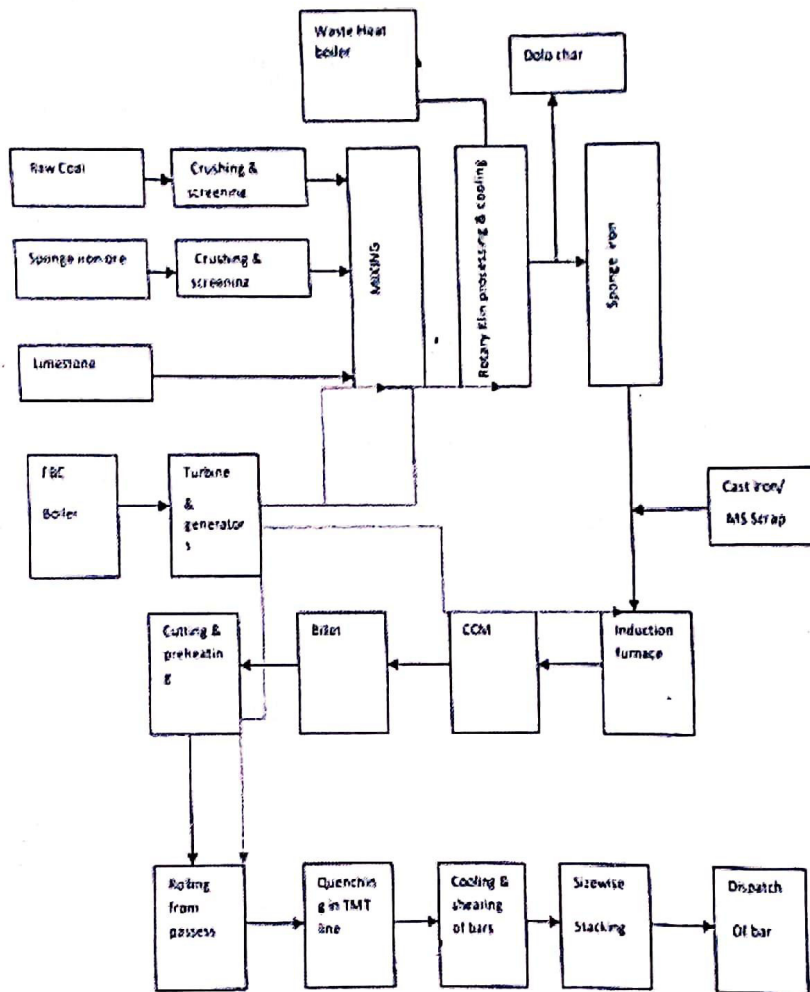 Waste Heat
boiler
Dolo char
Raw Coal
Crushing &
screening
MIXING
Rotary Klin processing & cooling
Sponge iron
Sponge iron ore
Crushing &
screening
Limestone
FBC
Boiler
Turbine
&
generator
s
Cast iron/
MS Scrap
Cutting &
preheatin
g
Billet
CCM
Induction
furnace
Rolling
from
possess
Quenchin
g in TMT
line
Cooling &
shearing
of bars
Sizewise
Stacking
Dispatch
Of bar